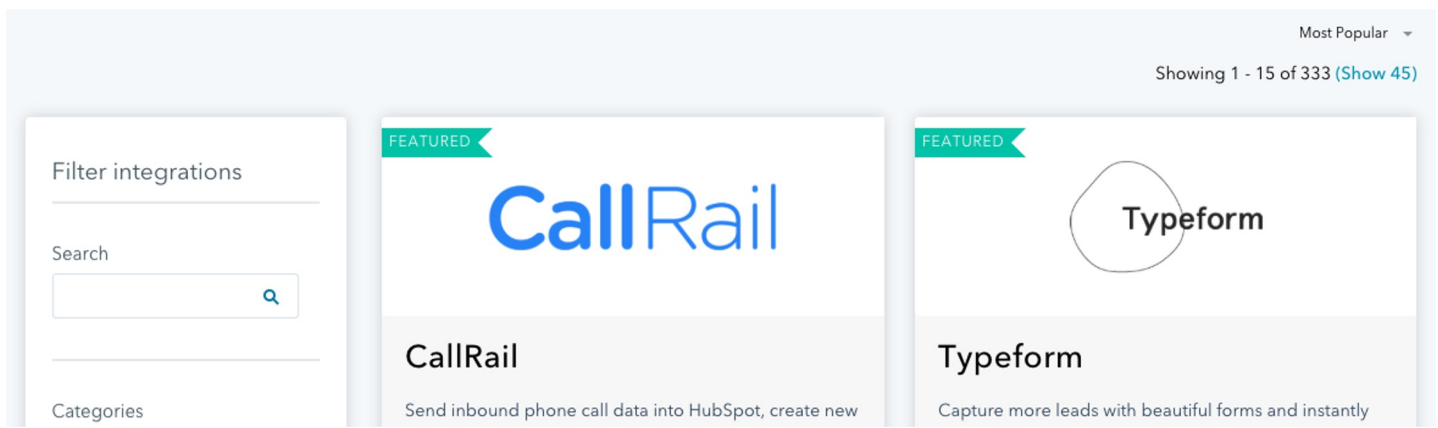 Most Popular
Showing 1 - 15 of 333 (Show 45)
Filter integrations
Search
Categories
FEATURED
CallRail
CallRail
Send inbound phone call data into HubSpot, create new
FEATURED
Typeform
Typeform
Capture more leads with beautiful forms and instantly